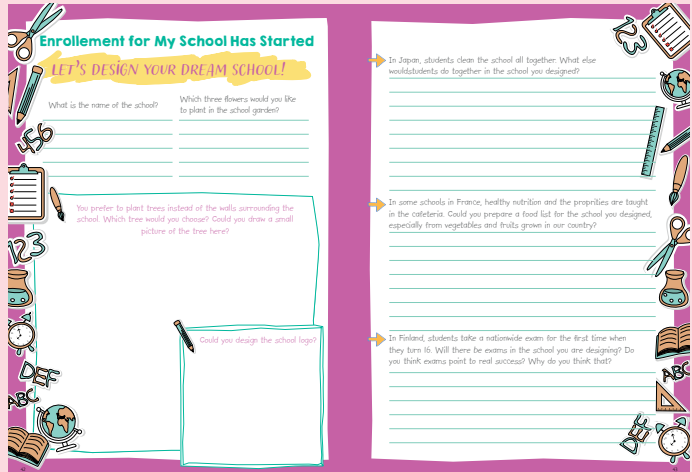 Enrollement for My School Has Started
LET'S DESIGN YOUR DREAM SCHOOL!
What is the name of the school?
Which three flowers would you like
to plant in the school garden?
456
You prefer to plant trees instead of the walls surrounding the
school. Which tree would you choose? Could you draw a small
picture of the tree here?
123
Could you design the school logo?
DEF
ABC
42
123
In Japan, students clean the school all together. What else
wouldstudents do together in the school you designed?
In some schools in France, healthy nutrition and the proprities are taught
in the cafeteria. Could you prepare a food list for the school you designed,
especially from vegetables and fruits grown in our country?
In Finland, students take a nationwide exam for the first time when
they turn 16. Will there be exams in the school you are designing? Do
you think exams point to real success? Why do you think that?
ABC
DEF
43